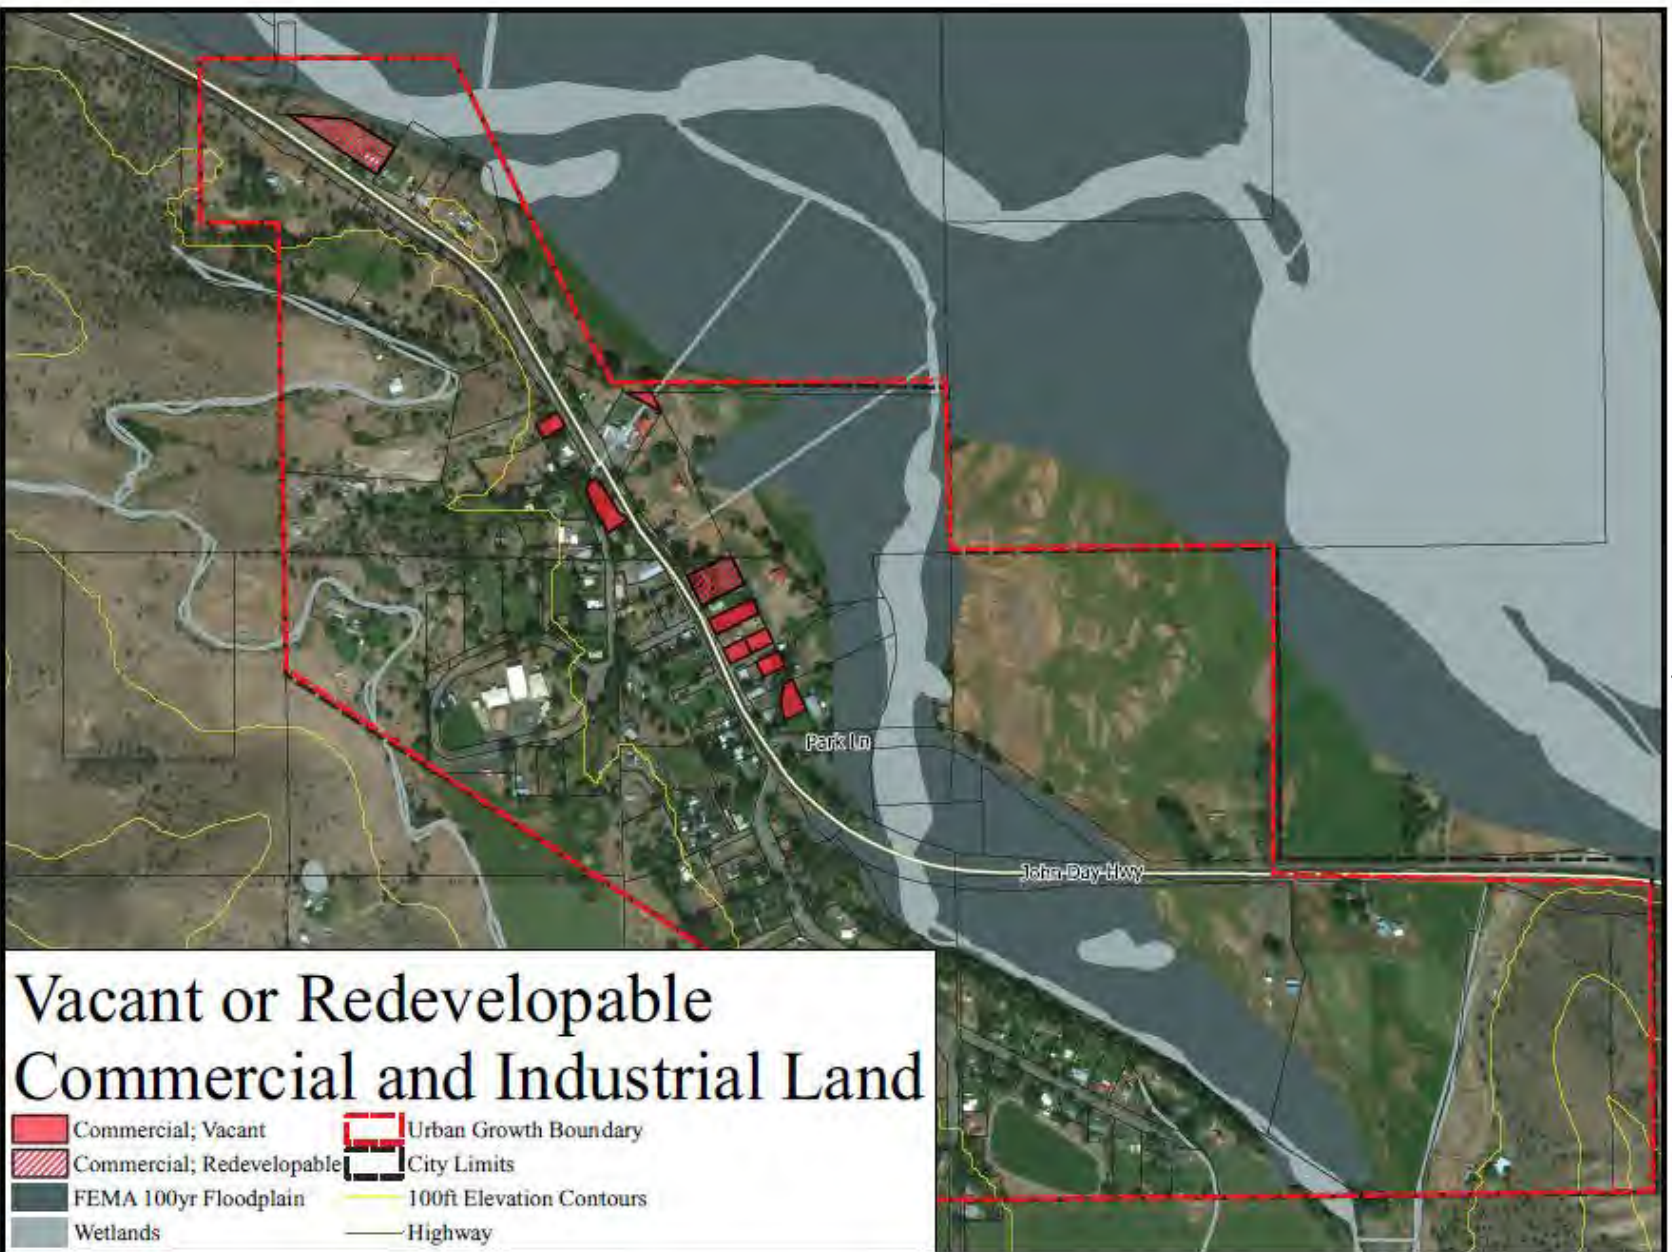 Park Ln
John Day Hwy
Vacant or Redevelopable
Commercial and Industrial Land
Commercial; Vacant
Urban Growth Boundary
Commercial; Redevelopable
City Limits
FEMA 100yr Floodplain
100ft Elevation Contours
Wetlands
Highway